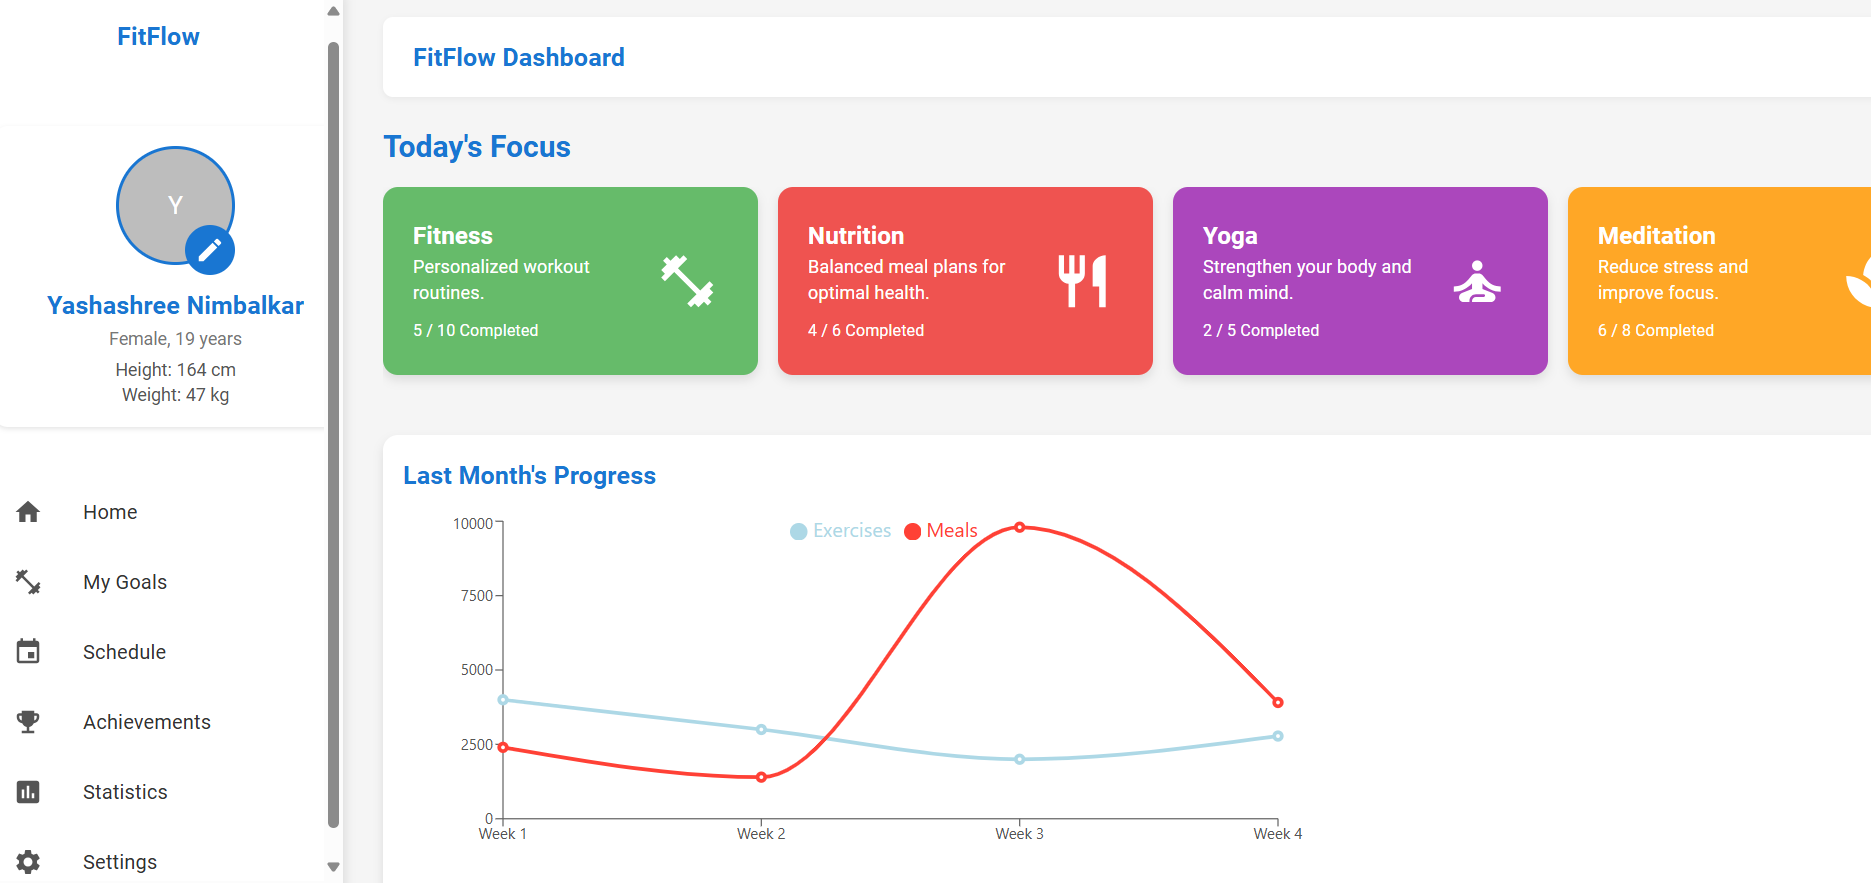 FitFlow
Y
Yashashree Nimbalkar
Female, 19 years
Height: 164 cm
Weight: 47 kg
Home
My Goals
Schedule
Achievements
Statistics
Settings
FitFlow Dashboard
Today's Focus
Fitness
Personalized workout
routines.
5 / 10 Completed
Nutrition
Balanced meal plans for
optimal health.
4 / 6 Completed
Yoga
Strengthen your body and
calm mind.
2 / 5 Completed
Meditation
Reduce stress and
improve focus.
6 / 8 Completed
Last Month's Progress
Exercises Meals
10000
7500
5000
2500
0
Week 1 Week 2 Week 3 Week 4